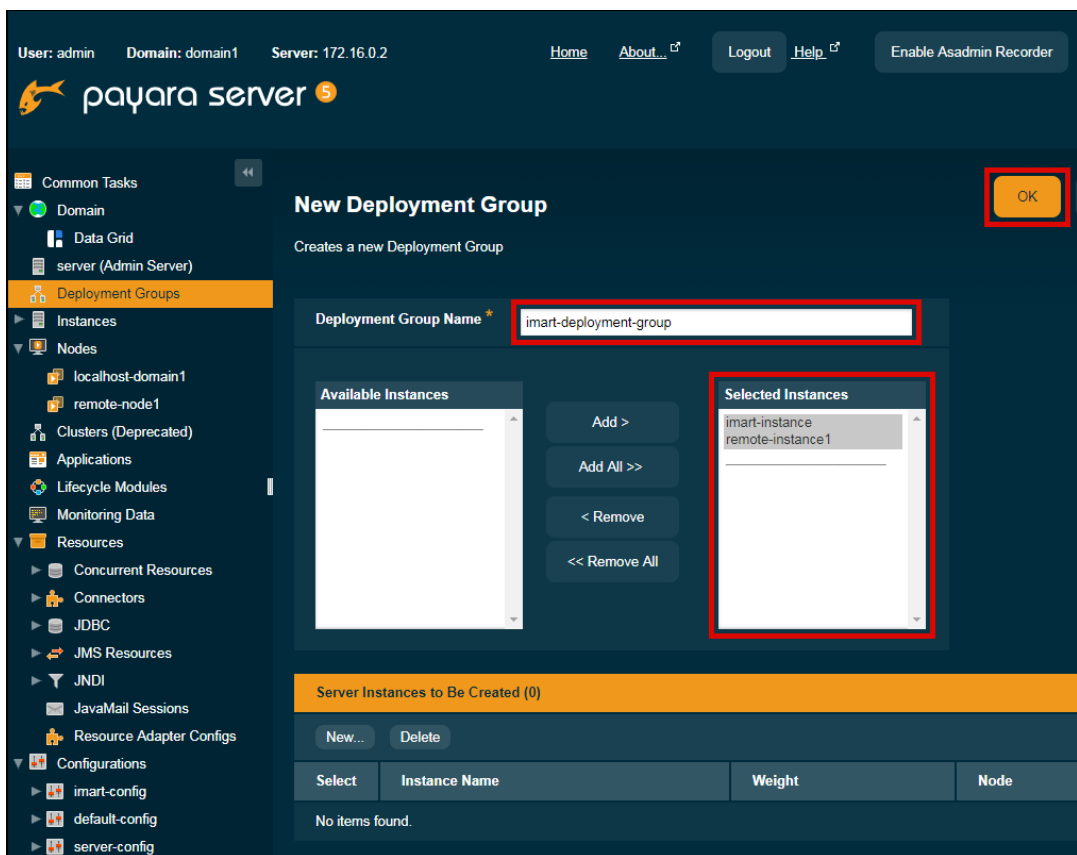 User: admin Domain: domain1 Server: 172.16.0.2 Home About... Logout Help Enable Asadmin Recorder
payara server 5
Common Tasks
Domain
Data Grid
server (Admin Server)
Deployment Groups
Instances
Nodes
localhost-domain1
remote-node1
Clusters (Deprecated)
Applications
Lifecycle Modules
Monitoring Data
Resources
Concurrent Resources
Connectors
JDBC
JMS Resources
JNDI
JavaMail Sessions
Resource Adapter Configs
Configurations
imart-config
default-config
server-config
New Deployment Group
OK
Creates a new Deployment Group
Deployment Group Name * imart-deployment-group
Available Instances
Add >
Add All >>
< Remove
<< Remove All
Selected Instances
imart-instance
remote-instance1
Server Instances to Be Created (0)
New... Delete
Select Instance Name Weight Node
No items found.